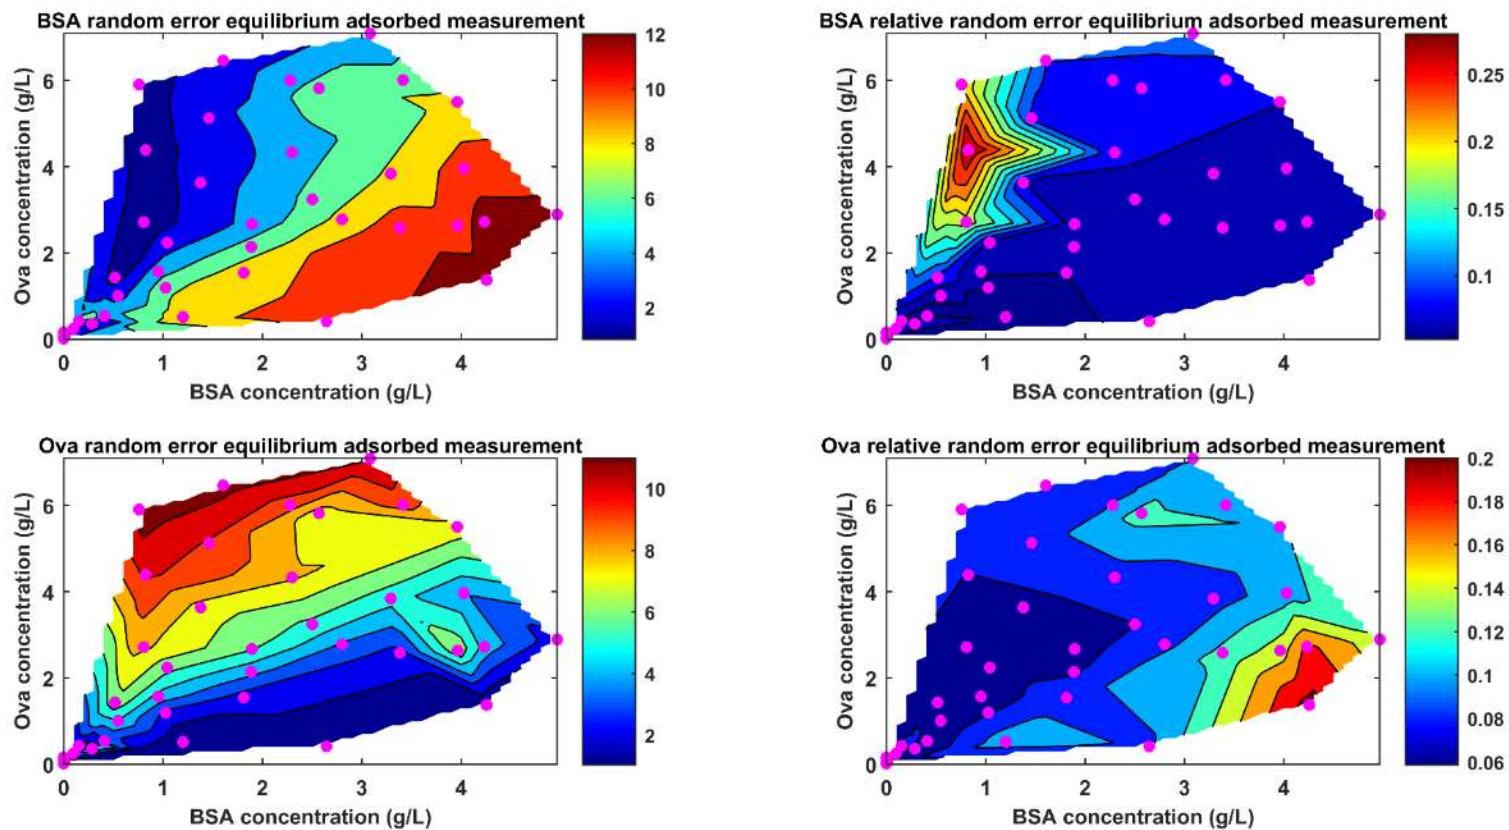 BSA random error equilibrium adsorbed measurement
Ova concentration (g/L)
6
4
2
0
0 1 2 3 4
BSA concentration (g/L)
12
10
8
6
4
2
BSA relative random error equilibrium adsorbed measurement
Ova concentration (g/L)
6
4
2
0
0 1 2 3 4
BSA concentration (g/L)
0.25
0.2
0.15
0.1
Ova random error equilibrium adsorbed measurement
Ova concentration (g/L)
6
4
2
0
0 1 2 3 4
BSA concentration (g/L)
10
8
6
4
2
Ova relative random error equilibrium adsorbed measurement
Ova concentration (g/L)
6
4
2
0
0 1 2 3 4
BSA concentration (g/L)
0.2
0.18
0.16
0.14
0.12
0.1
0.08
0.06